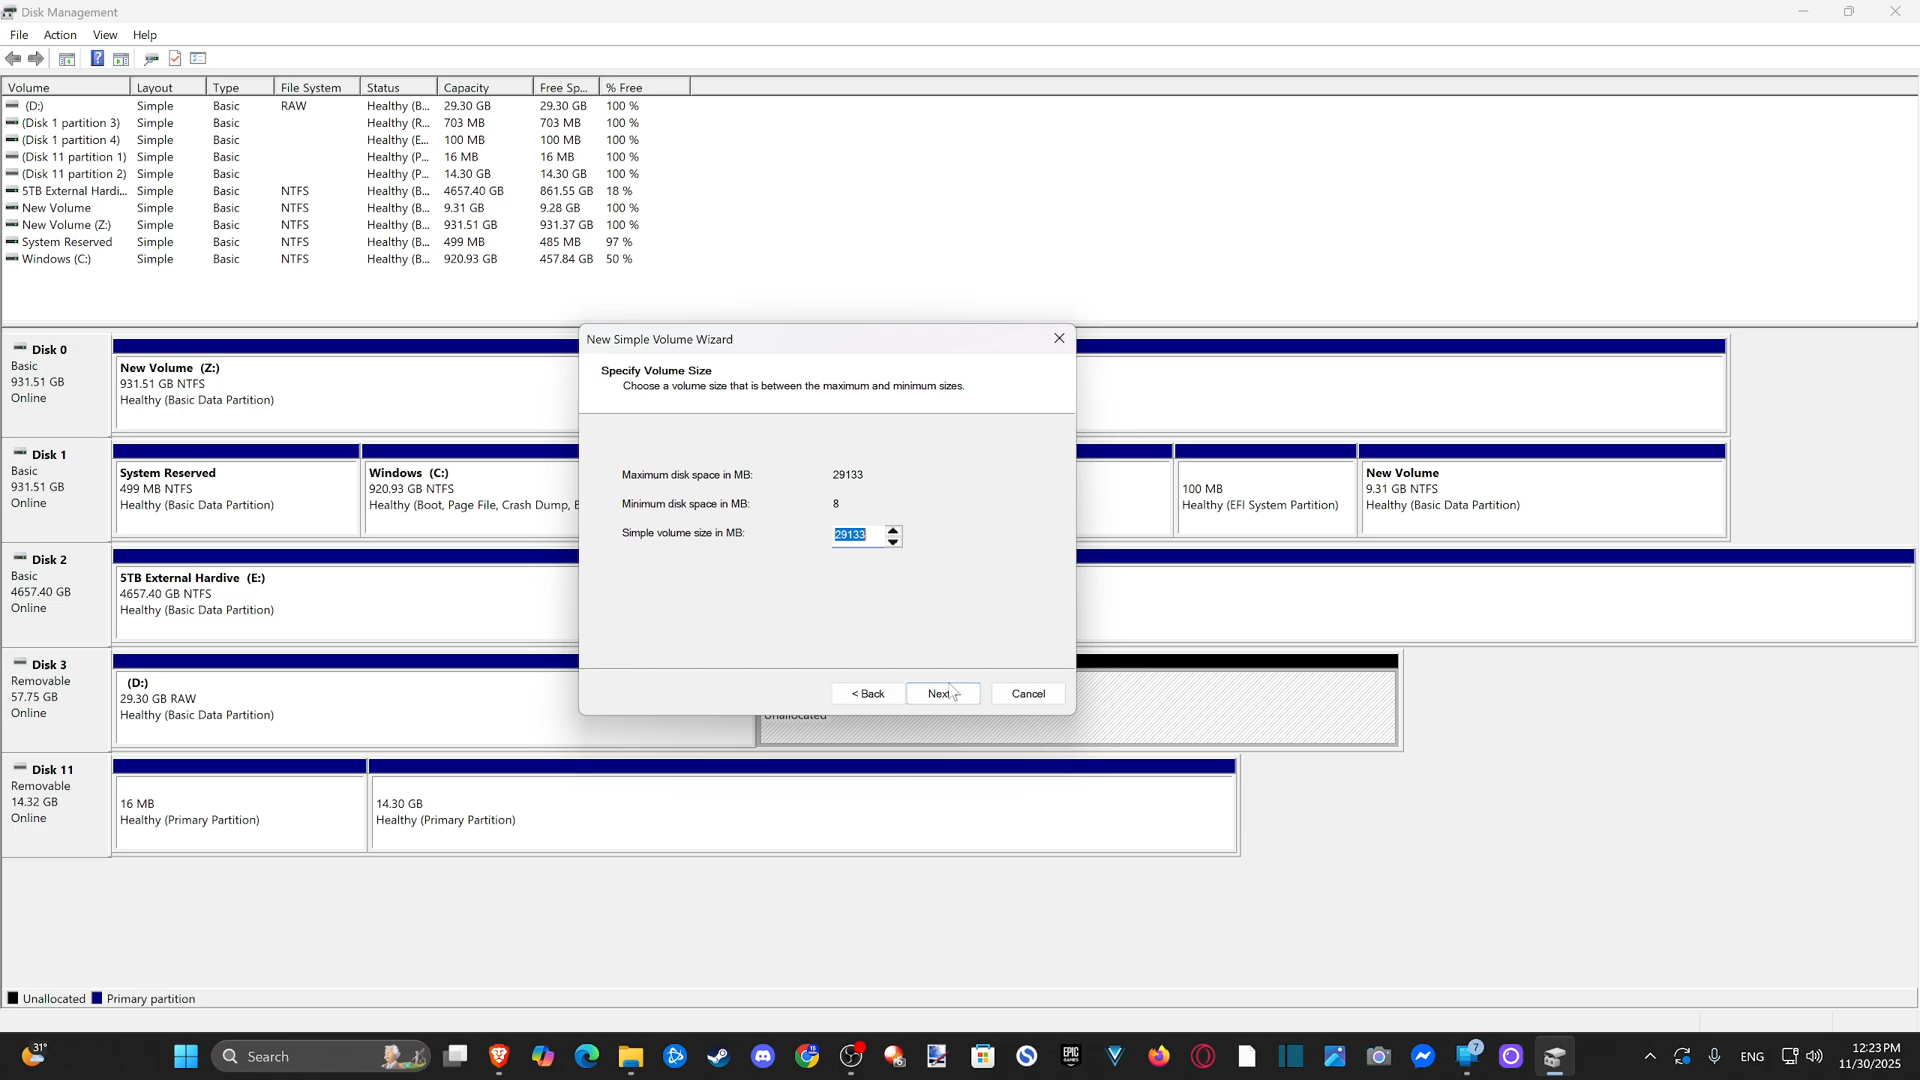 Disk Management
File Action View Help
Volume Layout Type File System Status Capacity Free Sp... % Free
(D:) Simple Basic RAW Healthy (B... 29.30 GB 29.30 GB 100 %
(Disk 1 partition 3) Simple Basic Healthy (R... 703 MB 703 MB 100 %
(Disk 1 partition 4) Simple Basic Healthy (E... 100 MB 100 MB 100 %
(Disk 11 partition 1) Simple Basic Healthy (P... 16 MB 16 MB 100 %
(Disk 11 partition 2) Simple Basic Healthy (P... 14.30 GB 14.30 GB 100 %
5TB External Hardi... Simple Basic NTFS Healthy (B... 4657.40 GB 861.55 GB 18 %
New Volume Simple Basic NTFS Healthy (B... 9.31 GB 9.28 GB 100 %
New Volume (Z:) Simple Basic NTFS Healthy (B... 931.51 GB 931.37 GB 100 %
System Reserved Simple Basic NTFS Healthy (B... 499 MB 485 MB 97 %
Windows (C:) Simple Basic NTFS Healthy (B... 920.93 GB 457.84 GB 50 %
Disk 0
Basic
931.51 GB
Online
New Volume (Z:)
931.51 GB NTFS
Healthy (Basic Data Partition)
Disk 1
Basic
931.51 GB
Online
System Reserved
499 MB NTFS
Healthy (Basic Data Partition)
Windows (C:)
920.93 GB NTFS
Healthy (Boot, Page File, Crash Dump,
100 MB
Healthy (EFI System Partition)
New Volume
9.31 GB NTFS
Healthy (Basic Data Partition)
Disk 2
Basic
4657.40 GB
Online
5TB External Hardive (E:)
4657.40 GB NTFS
Healthy (Basic Data Partition)
Disk 3
Removable
57.75 GB
Online
(D:)
29.30 GB RAW
Healthy (Basic Data Partition)
Unallocated
Disk 11
Removable
14.32 GB
Online
16 MB
Healthy (Primary Partition)
14.30 GB
Healthy (Primary Partition)
New Simple Volume Wizard
Specify Volume Size
Choose a volume size that is between the maximum and minimum sizes.
Maximum disk space in MB: 29133
Minimum disk space in MB: 8
Simple volume size in MB: 29133
< Back Next Cancel
Unallocated Primary partition
31°
Search
EPIC GAMES
7
ENG
12:23 PM
11/30/2025